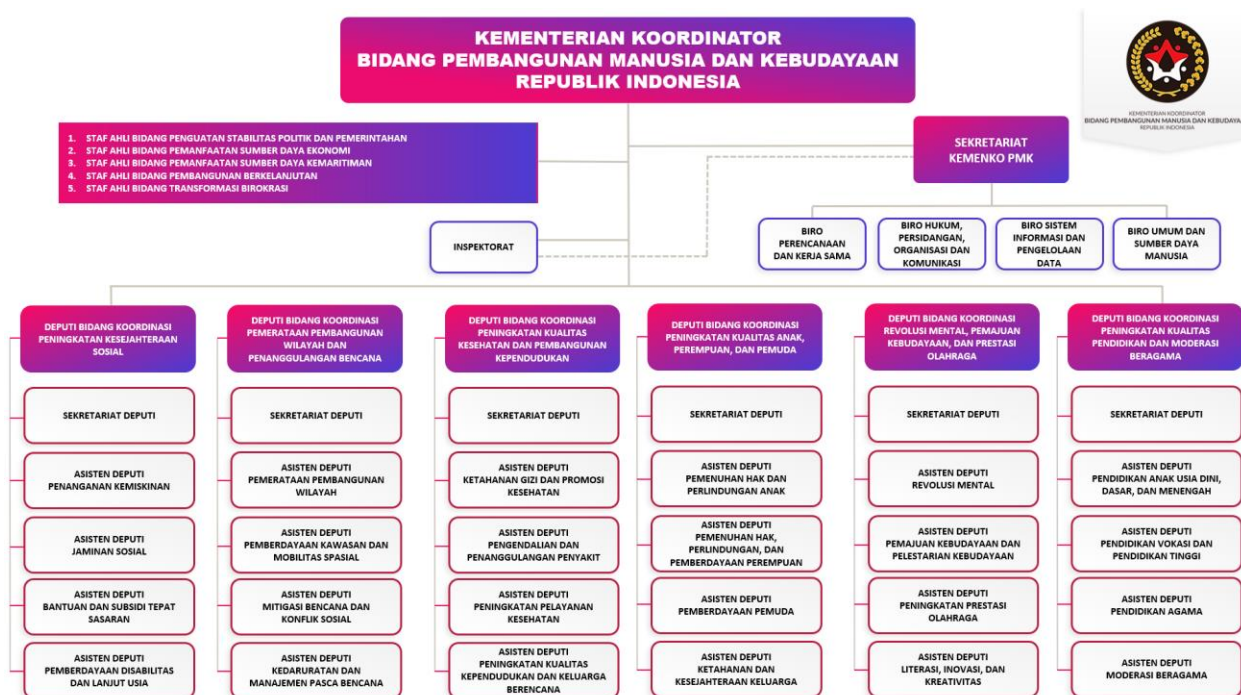 KEMENTERIAN KOORDINATOR
BIDANG PEMBANGUNAN MANUSIA DAN KEBUDAYAAN
REPUBLIK INDONESIA
KEMENTERIAN KOORDINATOR
BIDANG PEMBANGUNAN MANUSIA DAN KEBUDAYA
REPUBLIK INDONESIA
1. STAF AHLI BIDANG PENGUATAN STABILITAS POLITIK DAN PEMERINTAHAN
2. STAF AHLI BIDANG PEMANFAATAN SUMBER DAYA EKONOMI
3. STAF AHLI BIDANG PEMANFAATAN SUMBER DAYA KEMARITIMAN
4. STAF AHLI BIDANG PEMBANGUNAN BERKELANJUTAN
5. STAF AHLI BIDANG TRANSFORMASI BIROKRASI
SEKRETARIAT
KEMENKO PMK
INSPEKTORAT
BIRO
PERENCANAAN
DAN KERJA SAMA
BIRO HUKUM,
PERSIDANGAN,
ORGANISASI DAN
KOMUNIKASI
BIRO SISTEM
INFORMASI DAN
PENGELOLAAN
DATA
BIRO UMUM DAN
SUMBER DAYA
MANUSIA
DEPUTI BIDANG KOORDINASI
PENINGKATAN KESEJAHTERAAN
SOSIAL
SEKRETARIAT DEPUTI
ASISTEN DEPUTI
PENANGANAN KEMISKINAN
ASISTEN DEPUTI
JAMINAN SOSIAL
ASISTEN DEPUTI
BANTUAN DAN SUBSIDI TEPAT
SASARAN
ASISTEN DEPUTI
PEMBERDAYAAN DISABILITAS
DAN LANJUT USIA
DEPUTI BIDANG KOORDINASI
PEMERATAAN PEMBANGUNAN
WILAYAH DAN
PENANGGULANGAN BENCANA
SEKRETARIAT DEPUTI
ASISTEN DEPUTI
PEMERATAAN PEMBANGUNAN
WILAYAH
ASISTEN DEPUTI
PEMBERDAYAAN KAWASAN DAN
MOBILITAS SPASIAL
ASISTEN DEPUTI
MITIGASI BENCANA DAN
KONFLIK SOSIAL
ASISTEN DEPUTI
KEDARURATAN DAN
MANAJEMEN PASCA BENCANA
DEPUTI BIDANG KOORDINASI
PENINGKATAN KUALITAS
KESEHATAN DAN PEMBANGUNAN
KEPENDUDUKAN
SEKRETARIAT DEPUTI
ASISTEN DEPUTI
KETAHANAN GIZI DAN PROMOSI
KESEHATAN
ASISTEN DEPUTI
PENGENDALIAN DAN
PENANGGULANGAN PENYAKIT
ASISTEN DEPUTI
PENINGKATAN PELAYANAN
KESEHATAN
ASISTEN DEPUTI
PENINGKATAN KUALITAS
KEPENDUDUKAN DAN KELUARGA
BERENCANA
DEPUTI BIDANG KOORDINASI
PENINGKATAN KUALITAS ANAK,
PEREMPUAN, DAN PEMUDA
SEKRETARIAT DEPUTI
ASISTEN DEPUTI
PEMENUHAN HAK DAN
PERLINDUNGAN ANAK
ASISTEN DEPUTI
PEMENUHAN HAK,
PERLINDUNGAN, DAN
PEMBERDAYAAN PEREMPUAN
ASISTEN DEPUTI
PEMBERDAYAAN PEMUDA
ASISTEN DEPUTI
KETAHANAN DAN
KESEJAHTERAAN KELUARGA
DEPUTI BIDANG KOORDINASI
REVOLUSI MENTAL, PEMAJUAN
KEBUDAYAAN, DAN PRESTASI
OLAHRAGA
SEKRETARIAT DEPUTI
ASISTEN DEPUTI
REVOLUSI MENTAL
ASISTEN DEPUTI
PEMAJUAN KEBUDAYAAN DAN
PELESTARIAN KEBUDAYAAN
ASISTEN DEPUTI
PENINGKATAN PRESTASI
OLAHRAGA
ASISTEN DEPUTI
LITERASI, INOVASI, DAN
KREATIVITAS
DEPUTI BIDANG KOORDINASI
PENINGKATAN KUALITAS
PENDIDIKAN DAN MODERASI
BERAGAMA
SEKRETARIAT DEPUTI
ASISTEN DEPUTI
PENDIDIKAN ANAK USIA DINI,
DASAR, DAN MENENGAH
ASISTEN DEPUTI
PENDIDIKAN VOKASI DAN
PENDIDIKAN TINGGI
ASISTEN DEPUTI
PENDIDIKAN AGAMA
ASISTEN DEPUTI
MODERASI BERAGAMA